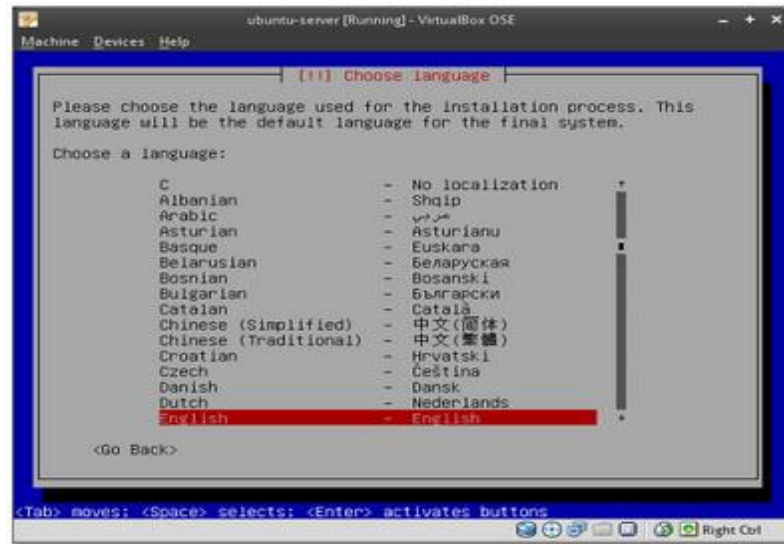 ubuntu-server [Running] - VirtualBox OSE
Machine Devices Help
[!!] Choose language
Please choose the language used for the installation process. This
language will be the default language for the final system.
Choose a language:
C - No localization
Albanian - Shqip
Arabic - عربي
Asturian - Asturianu
Basque - Euskara
Belarusian - Беларуская
Bosnian - Bosanski
Bulgarian - Български
Catalan - Català
Chinese (Simplified) - 中文(简体)
Chinese (Traditional) - 中文(繁體)
Croatian - Hrvatski
Czech - Čeština
Danish - Dansk
Dutch - Nederlands
English - English
<Go Back>
<Tab> moves; <Space> selects; <Enter> activates buttons
Right Ctrl